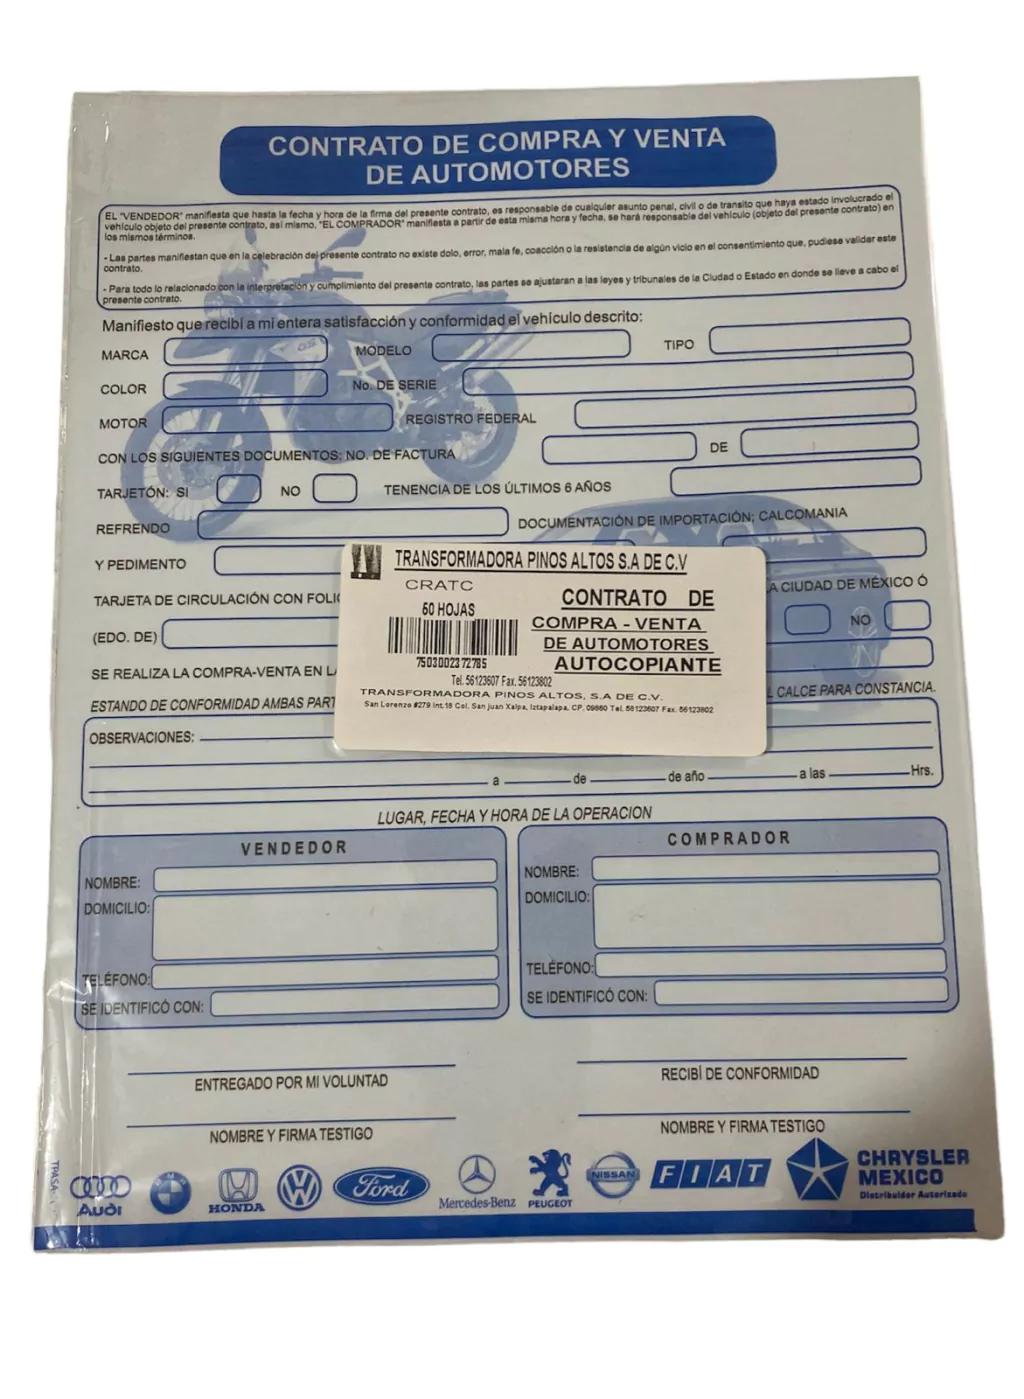 CONTRATO DE COMPRA Y VENTA
DE AUTOMOTORES
EL "VENDEDOR" manifiesta que hasta la fecha y hora de la firma del presente contrato, es responsable de cualquier asunto penal, civil o de transito que haya estado involucrado el
vehículo objeto del presente contrato, así mismo, "EL COMPRADOR" manifiesta a partir de esta misma hora y fecha, se hará responsable del vehículo (objeto del presente contrato) en
los mismos términos.
- Las partes manifiestan que en la celebración del presente contrato no existe dolo, error, mala fe, coacción o la resistencia de algún vicio en el consentimiento que, pudiese validar este
contrato.
- Para todo lo relacionado con la interpretación y cumplimiento del presente contrato, las partes se ajustaran a las leyes y tribunales de la Ciudad o Estado en donde se lleve a cabo el
presente contrato.
Manifiesto que recibí a mi entera satisfacción y conformidad el vehículo descrito:
MARCA MODELO TIPO
COLOR No. DE SERIE
MOTOR REGISTRO FEDERAL
CON LOS SIGUIENTES DOCUMENTOS: NO. DE FACTURA DE
TARJETÓN: SI NO TENENCIA DE LOS ÚLTIMOS 6 AÑOS
REFRENDO DOCUMENTACIÓN DE IMPORTACIÓN; CALCOMANIA
Y PEDIMENTO
TARJETA DE CIRCULACIÓN CON FOLIO A CIUDAD DE MÉXICO Ó
(EDO. DE) NO
SE REALIZA LA COMPRA-VENTA EN LA
ESTANDO DE CONFORMIDAD AMBAS PART L CALCE PARA CONSTANCIA.
TRANSFORMADORA PINOS ALTOS S.A DE C.V
CRATC
50 HOJAS
CONTRATO DE
COMPRA - VENTA
DE AUTOMOTORES
AUTOCOPIANTE
7503002372785
Tel. 56123607 Fax. 56123802
TRANSFORMADORA PINOS ALTOS, S.A DE C.V.
San Lorenzo #279 Int.18 Col. San juan Xalpa, Iztapalapa, CP. 09860 Tel. 56123607 Fax. 56123802
OBSERVACIONES:
a de de año a las Hrs.
LUGAR, FECHA Y HORA DE LA OPERACION
VENDEDOR
NOMBRE:
DOMICILIO:
TELÉFONO:
SE IDENTIFICÓ CON:
COMPRADOR
NOMBRE:
DOMICILIO:
TELÉFONO:
SE IDENTIFICÓ CON:
ENTREGADO POR MI VOLUNTAD RECIBÍ DE CONFORMIDAD
NOMBRE Y FIRMA TESTIGO NOMBRE Y FIRMA TESTIGO
TPASA
Audi
BMW
HONDA
Ford
Mercedes-Benz
PEUGEOT
NISSAN
FIAT
CHRYSLER
MEXICO
Distribuidor Autorizado